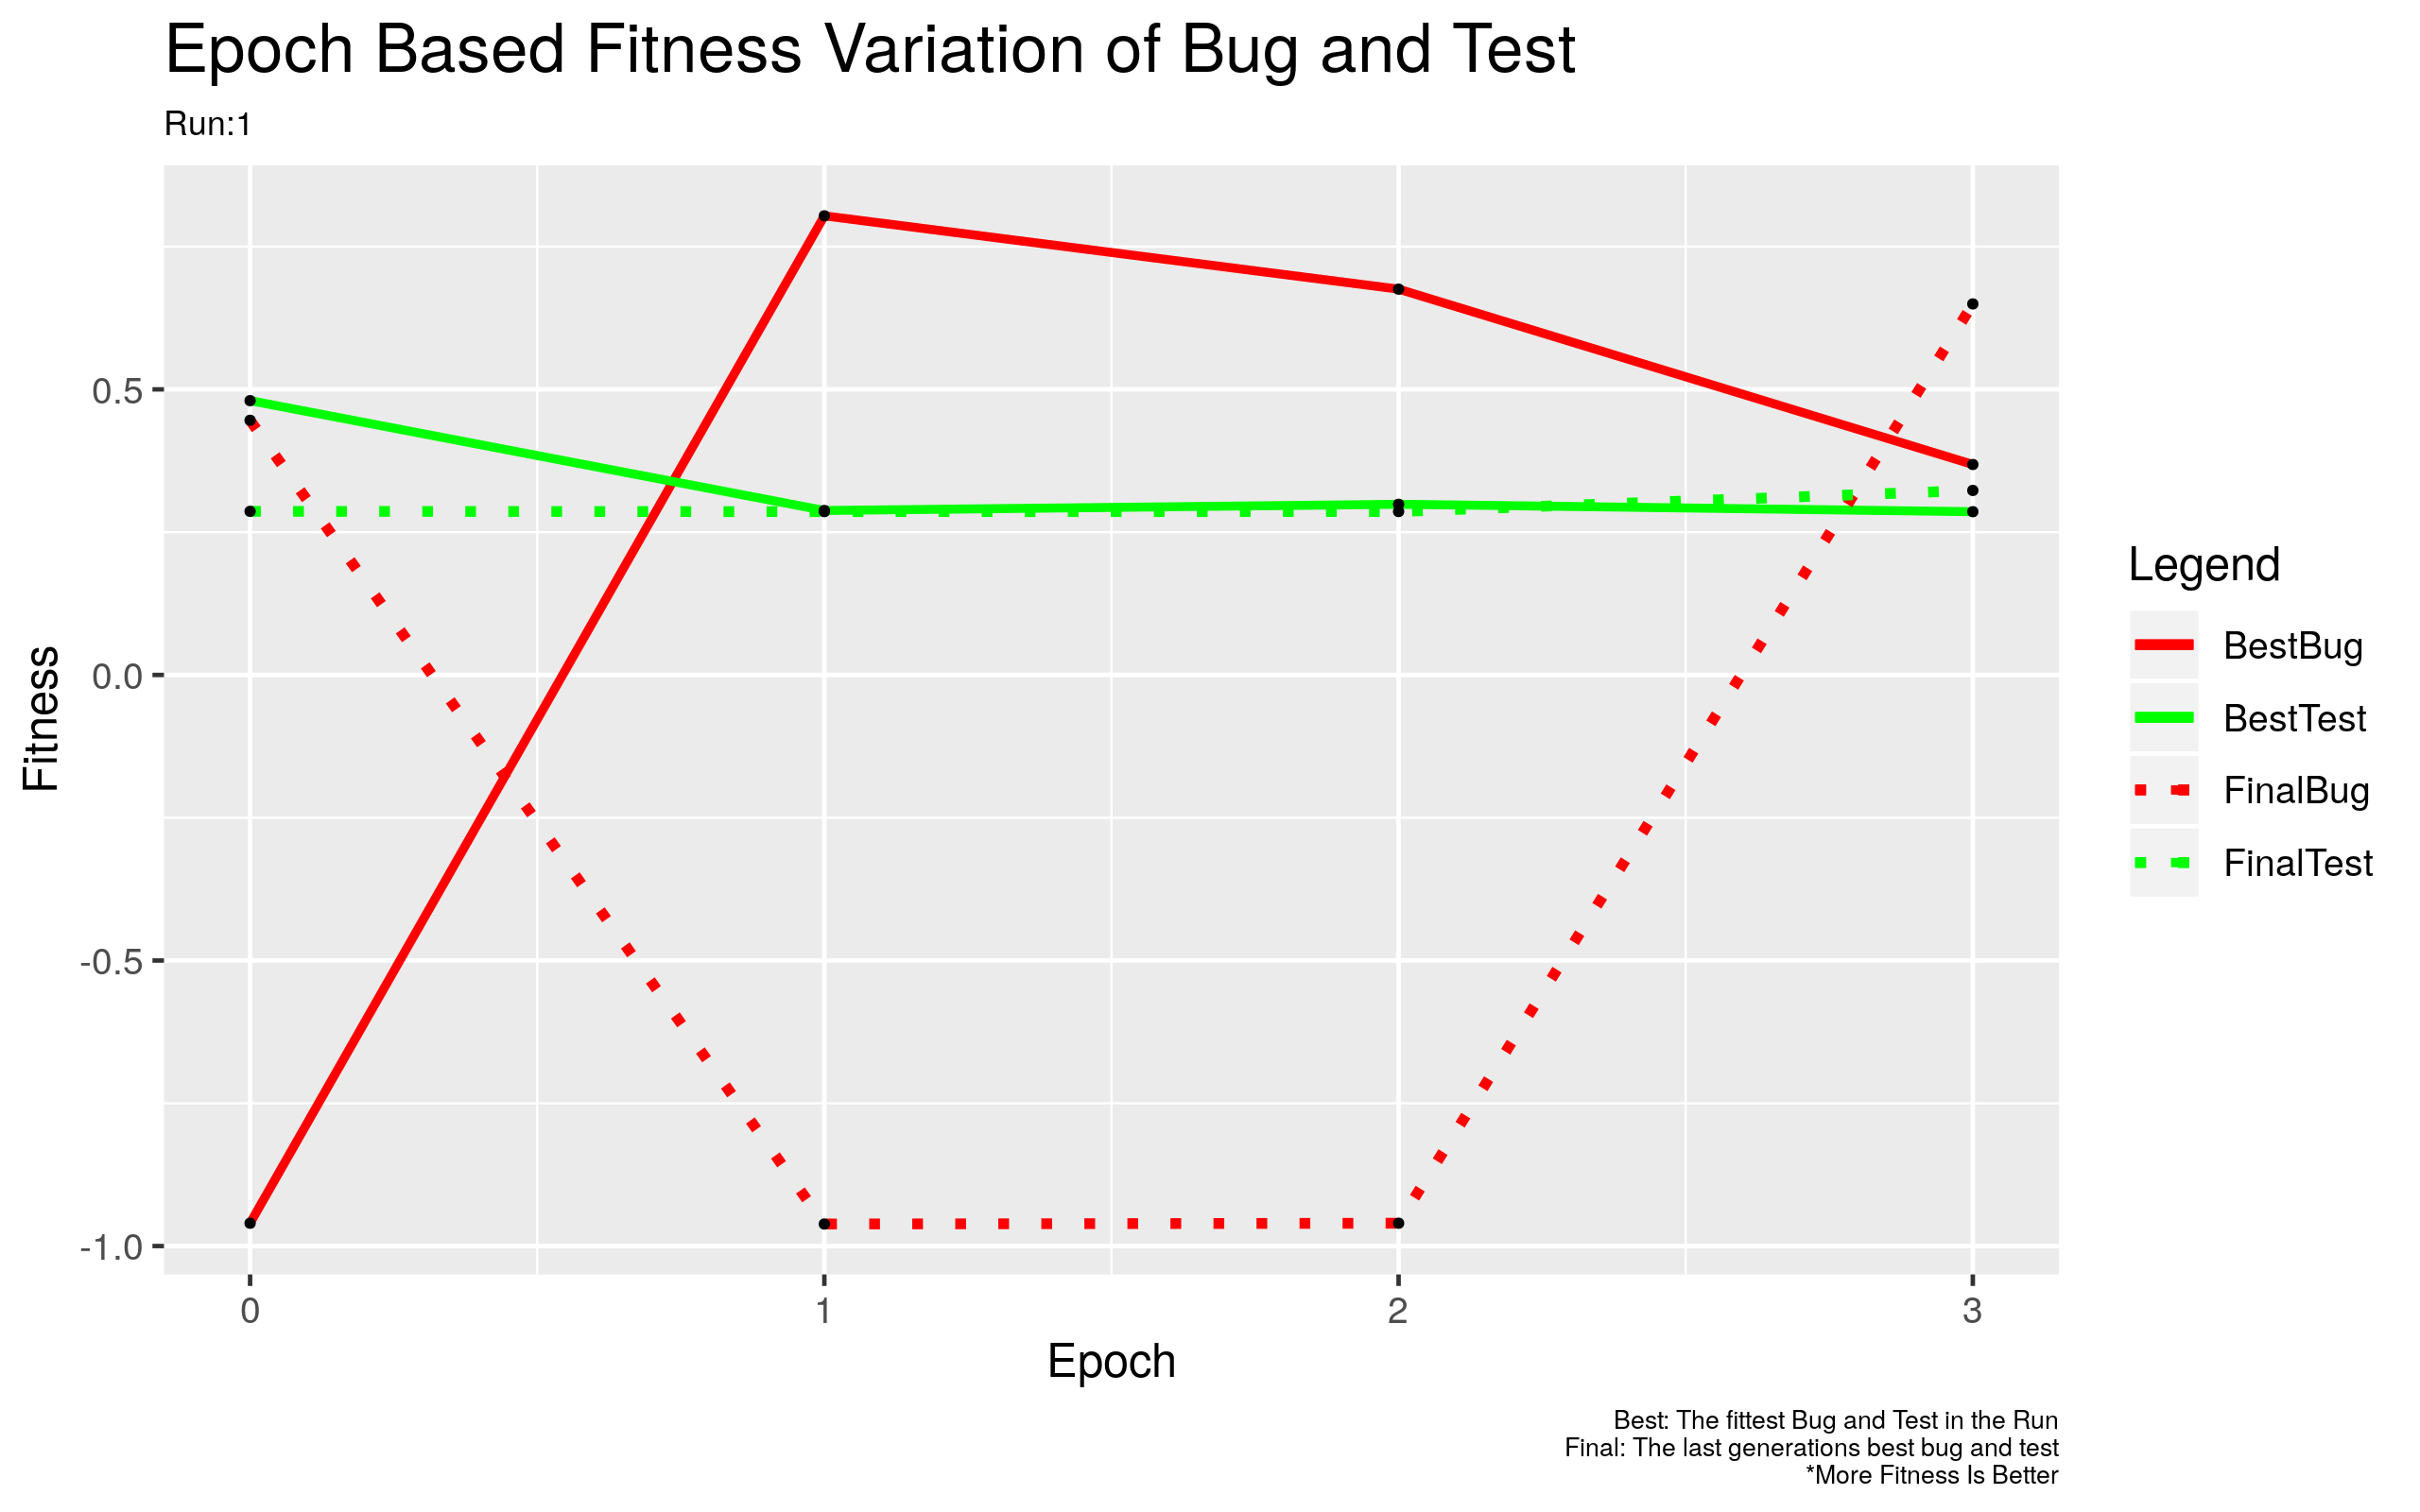 Epoch Based Fitness Variation of Bug and Test
Run:1
0.5
0.0
-0.5
-1.0
Fitness
0
1
2
3
Epoch
Legend
BestBug
BestTest
FinalBug
FinalTest
Best: The fittest Bug and Test in the Run
Final: The last generations best bug and test
*More Fitness Is Better